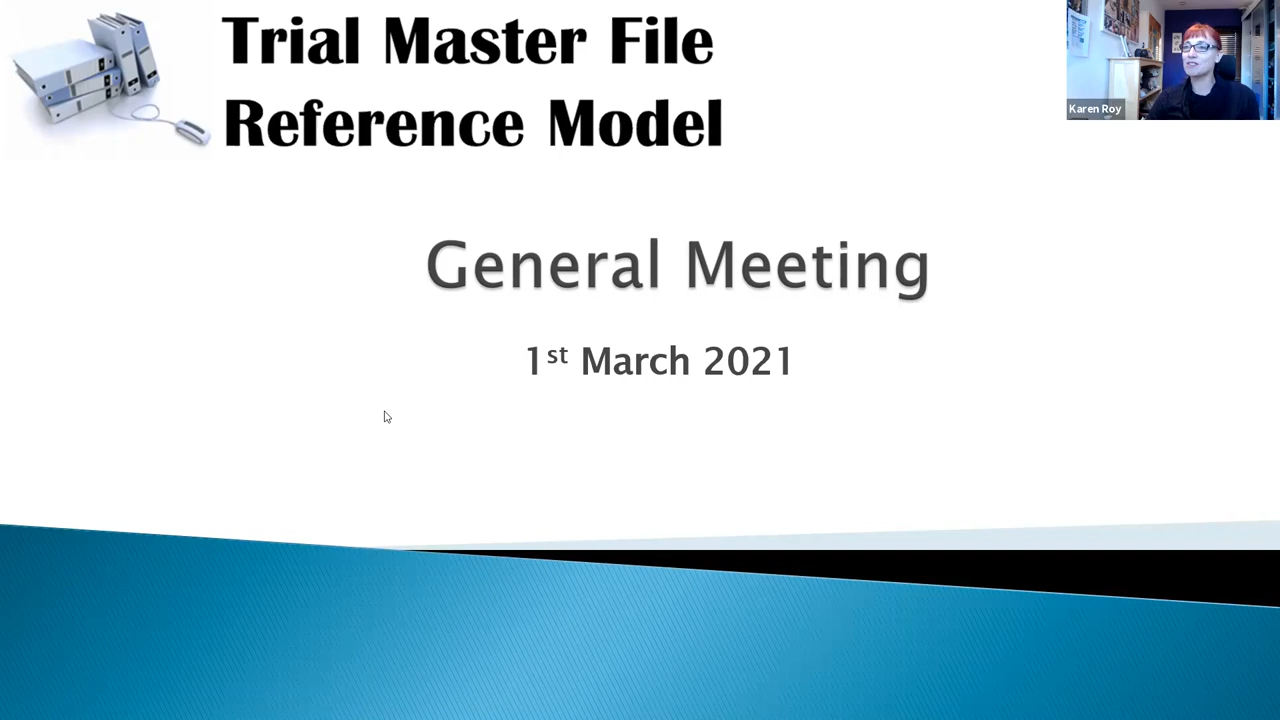 Trial Master File
Reference Model
Karen Roy
General Meeting
1st March 2021